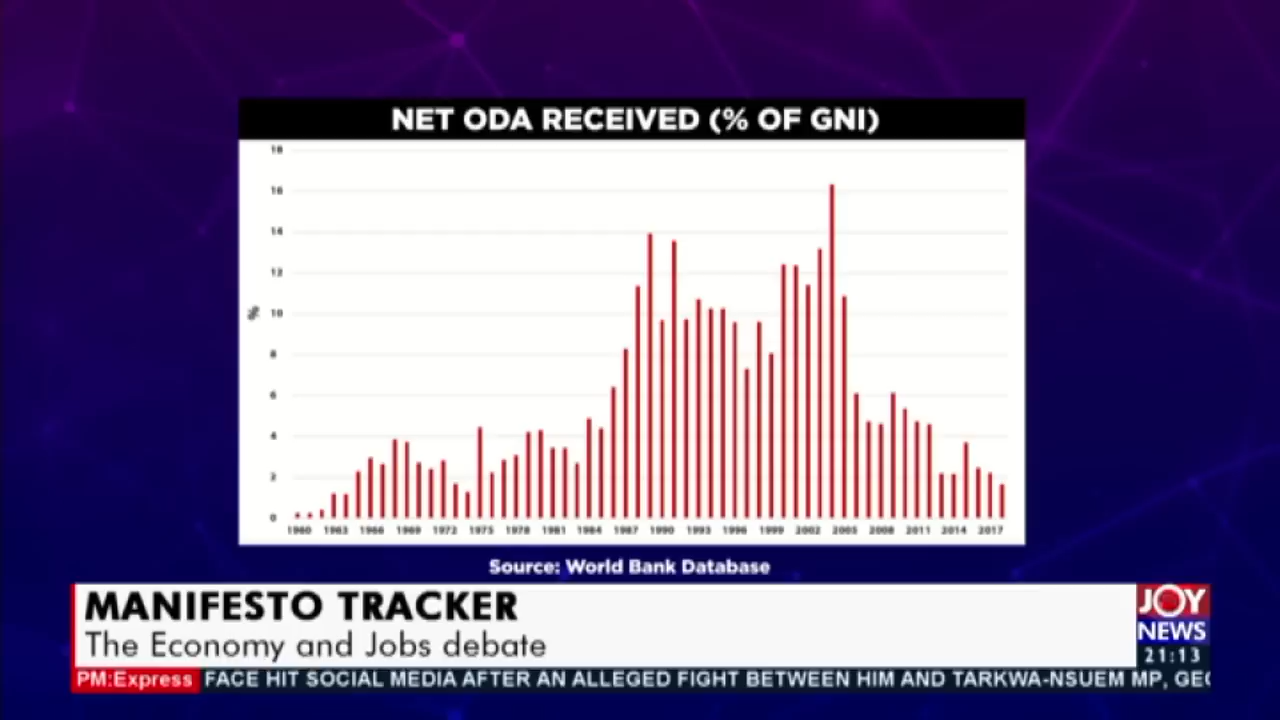 NET ODA RECEIVED (% OF GNI)
18
16
14
12
10
8
6
4
2
0
%
1960 1963 1966 1969 1972 1975 1978 1981 1984 1987 1990 1993 1996 1999 2002 2005 2008 2011 2014 2017
Source: World Bank Database
MANIFESTO TRACKER
The Economy and Jobs debate
JOY
NEWS
21:13
PM:Express FACE HIT SOCIAL MEDIA AFTER AN ALLEGED FIGHT BETWEEN HIM AND TARKWA-NSUEM MP,